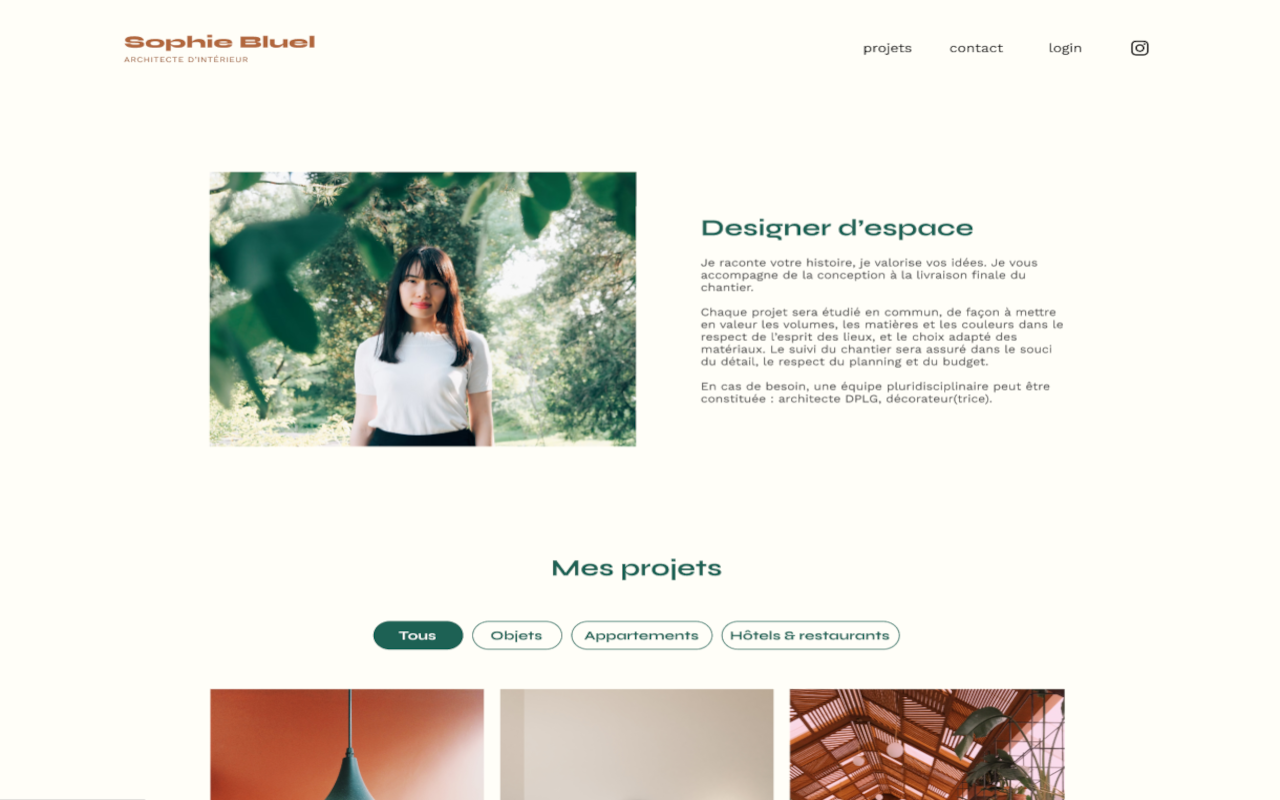 Sophie Bluel
ARCHITECTE D'INTÉRIEUR
projets
contact
login
Designer d’espace
Je raconte votre histoire, je valorise vos idées. Je vous
accompagne de la conception à la livraison finale du
chantier.
Chaque projet sera étudié en commun, de façon à mettre
en valeur les volumes, les matières et les couleurs dans le
respect de l’esprit des lieux, et le choix adapté des
matériaux. Le suivi du chantier sera assuré dans le souci
du détail, le respect du planning et du budget.
En cas de besoin, une équipe pluridisciplinaire peut être
constituée : architecte DPLG, décorateur(trice).
Mes projets
Tous
Objets
Appartements
Hôtels & restaurants